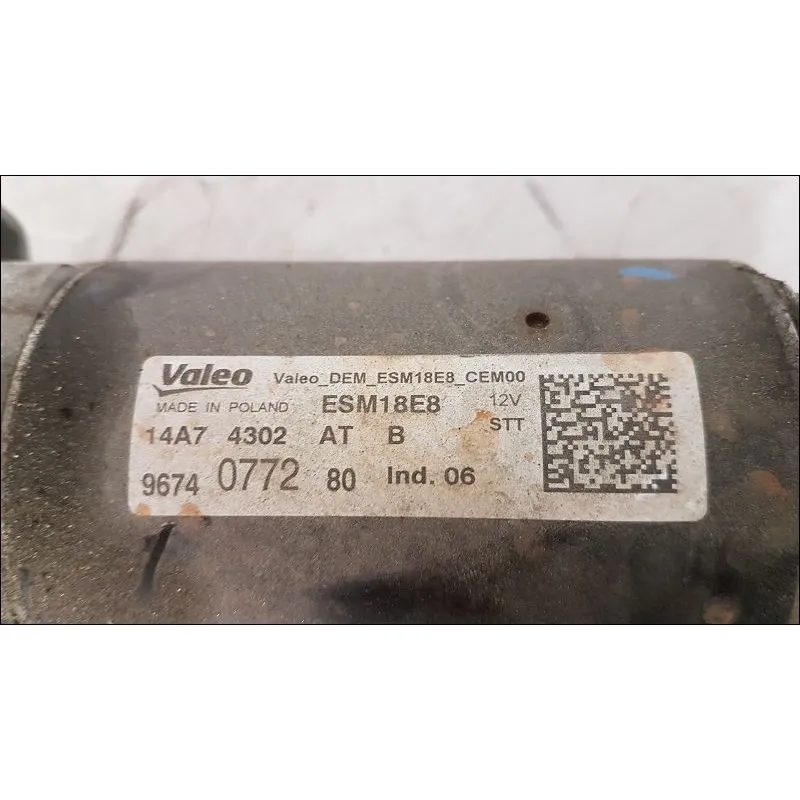 Valeo Valeo_DEM_ESM18E8_CEM00
MADE IN POLAND ESM18E8 12V
STT
14A7 4302 AT B
9674 0772 80 Ind. 06